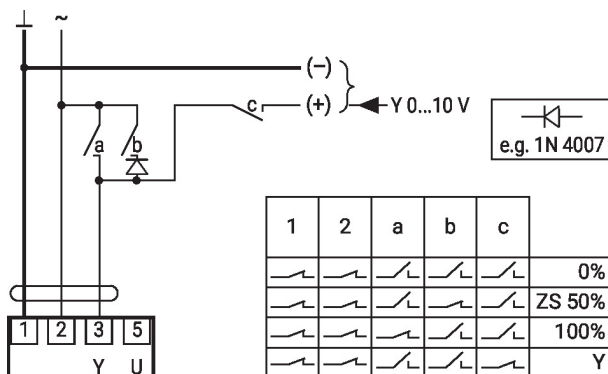 ⊥ ~
(–)
(+) Y 0...10 V
c
a b
e.g. 1N 4007
1 2 a b c
0%
ZS 50%
100%
Y
1 2 3 5
Y U